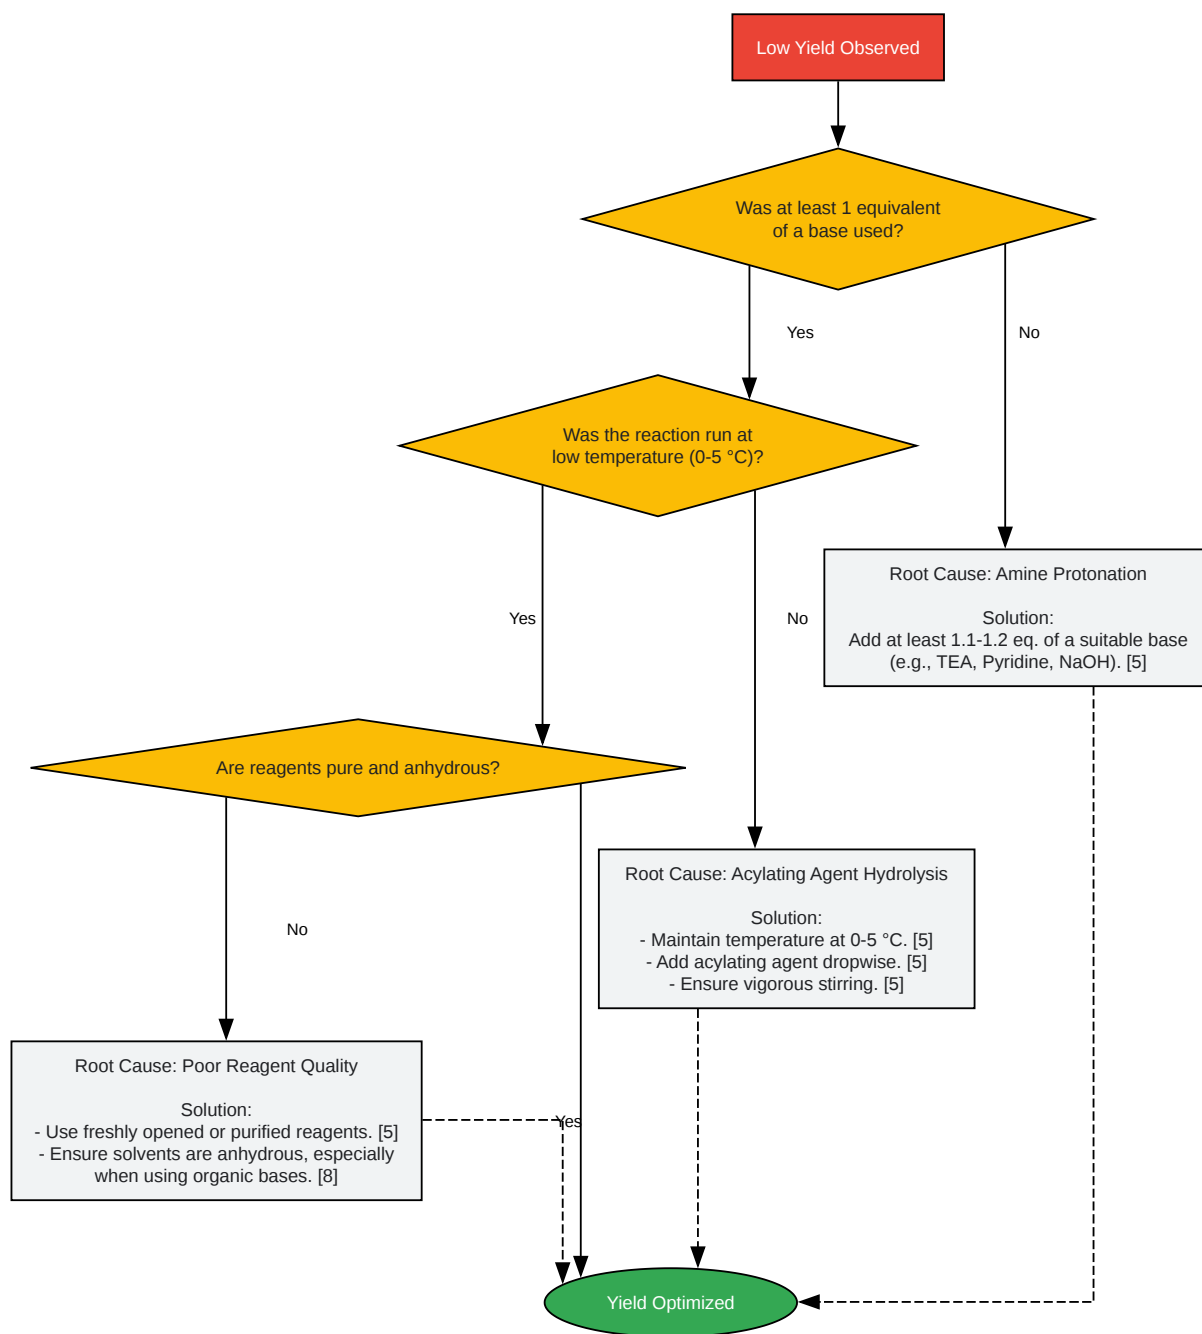 Low Yield Observed
Was at least 1 equivalent
of a base used?
Yes
No
Was the reaction run at
low temperature (0-5 °C)?
Root Cause: Amine Protonation
Solution:
Add at least 1.1-1.2 eq. of a suitable base
(e.g., TEA, Pyridine, NaOH). [5]
Yes
No
Are reagents pure and anhydrous?
Root Cause: Acylating Agent Hydrolysis
Solution:
- Maintain temperature at 0-5 °C. [5]
- Add acylating agent dropwise. [5]
- Ensure vigorous stirring. [5]
No
Root Cause: Poor Reagent Quality
Solution:
- Use freshly opened or purified reagents. [5]
- Ensure solvents are anhydrous, especially
when using organic bases. [8]
Yes
Yield Optimized